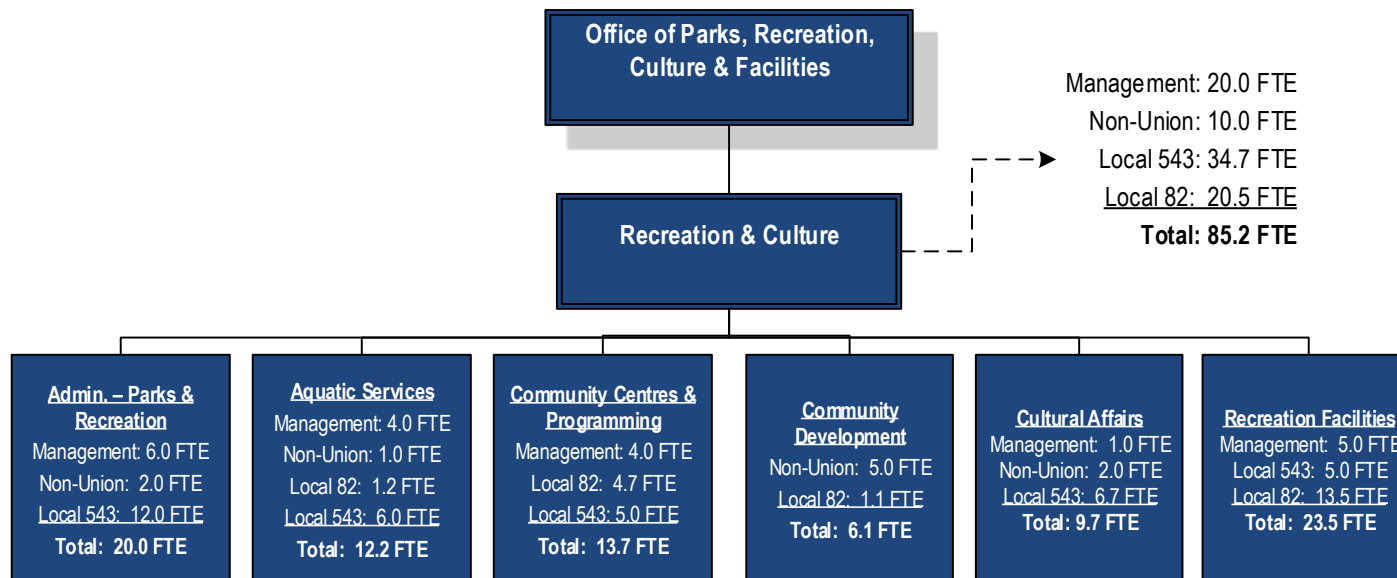 Office of Parks, Recreation,
Culture & Facilities
Management: 20.0 FTE
Non-Union: 10.0 FTE
Local 543: 34.7 FTE
Local 82: 20.5 FTE
Total: 85.2 FTE
Recreation & Culture
Admin. – Parks &
Recreation
Management: 6.0 FTE
Non-Union: 2.0 FTE
Local 543: 12.0 FTE
Total: 20.0 FTE
Aquatic Services
Management: 4.0 FTE
Non-Union: 1.0 FTE
Local 82: 1.2 FTE
Local 543: 6.0 FTE
Total: 12.2 FTE
Community Centres &
Programming
Management: 4.0 FTE
Local 82: 4.7 FTE
Local 543: 5.0 FTE
Total: 13.7 FTE
Community
Development
Non-Union: 5.0 FTE
Local 82: 1.1 FTE
Total: 6.1 FTE
Cultural Affairs
Management: 1.0 FTE
Non-Union: 2.0 FTE
Local 543: 6.7 FTE
Total: 9.7 FTE
Recreation Facilities
Management: 5.0 FTE
Local 543: 5.0 FTE
Local 82: 13.5 FTE
Total: 23.5 FTE